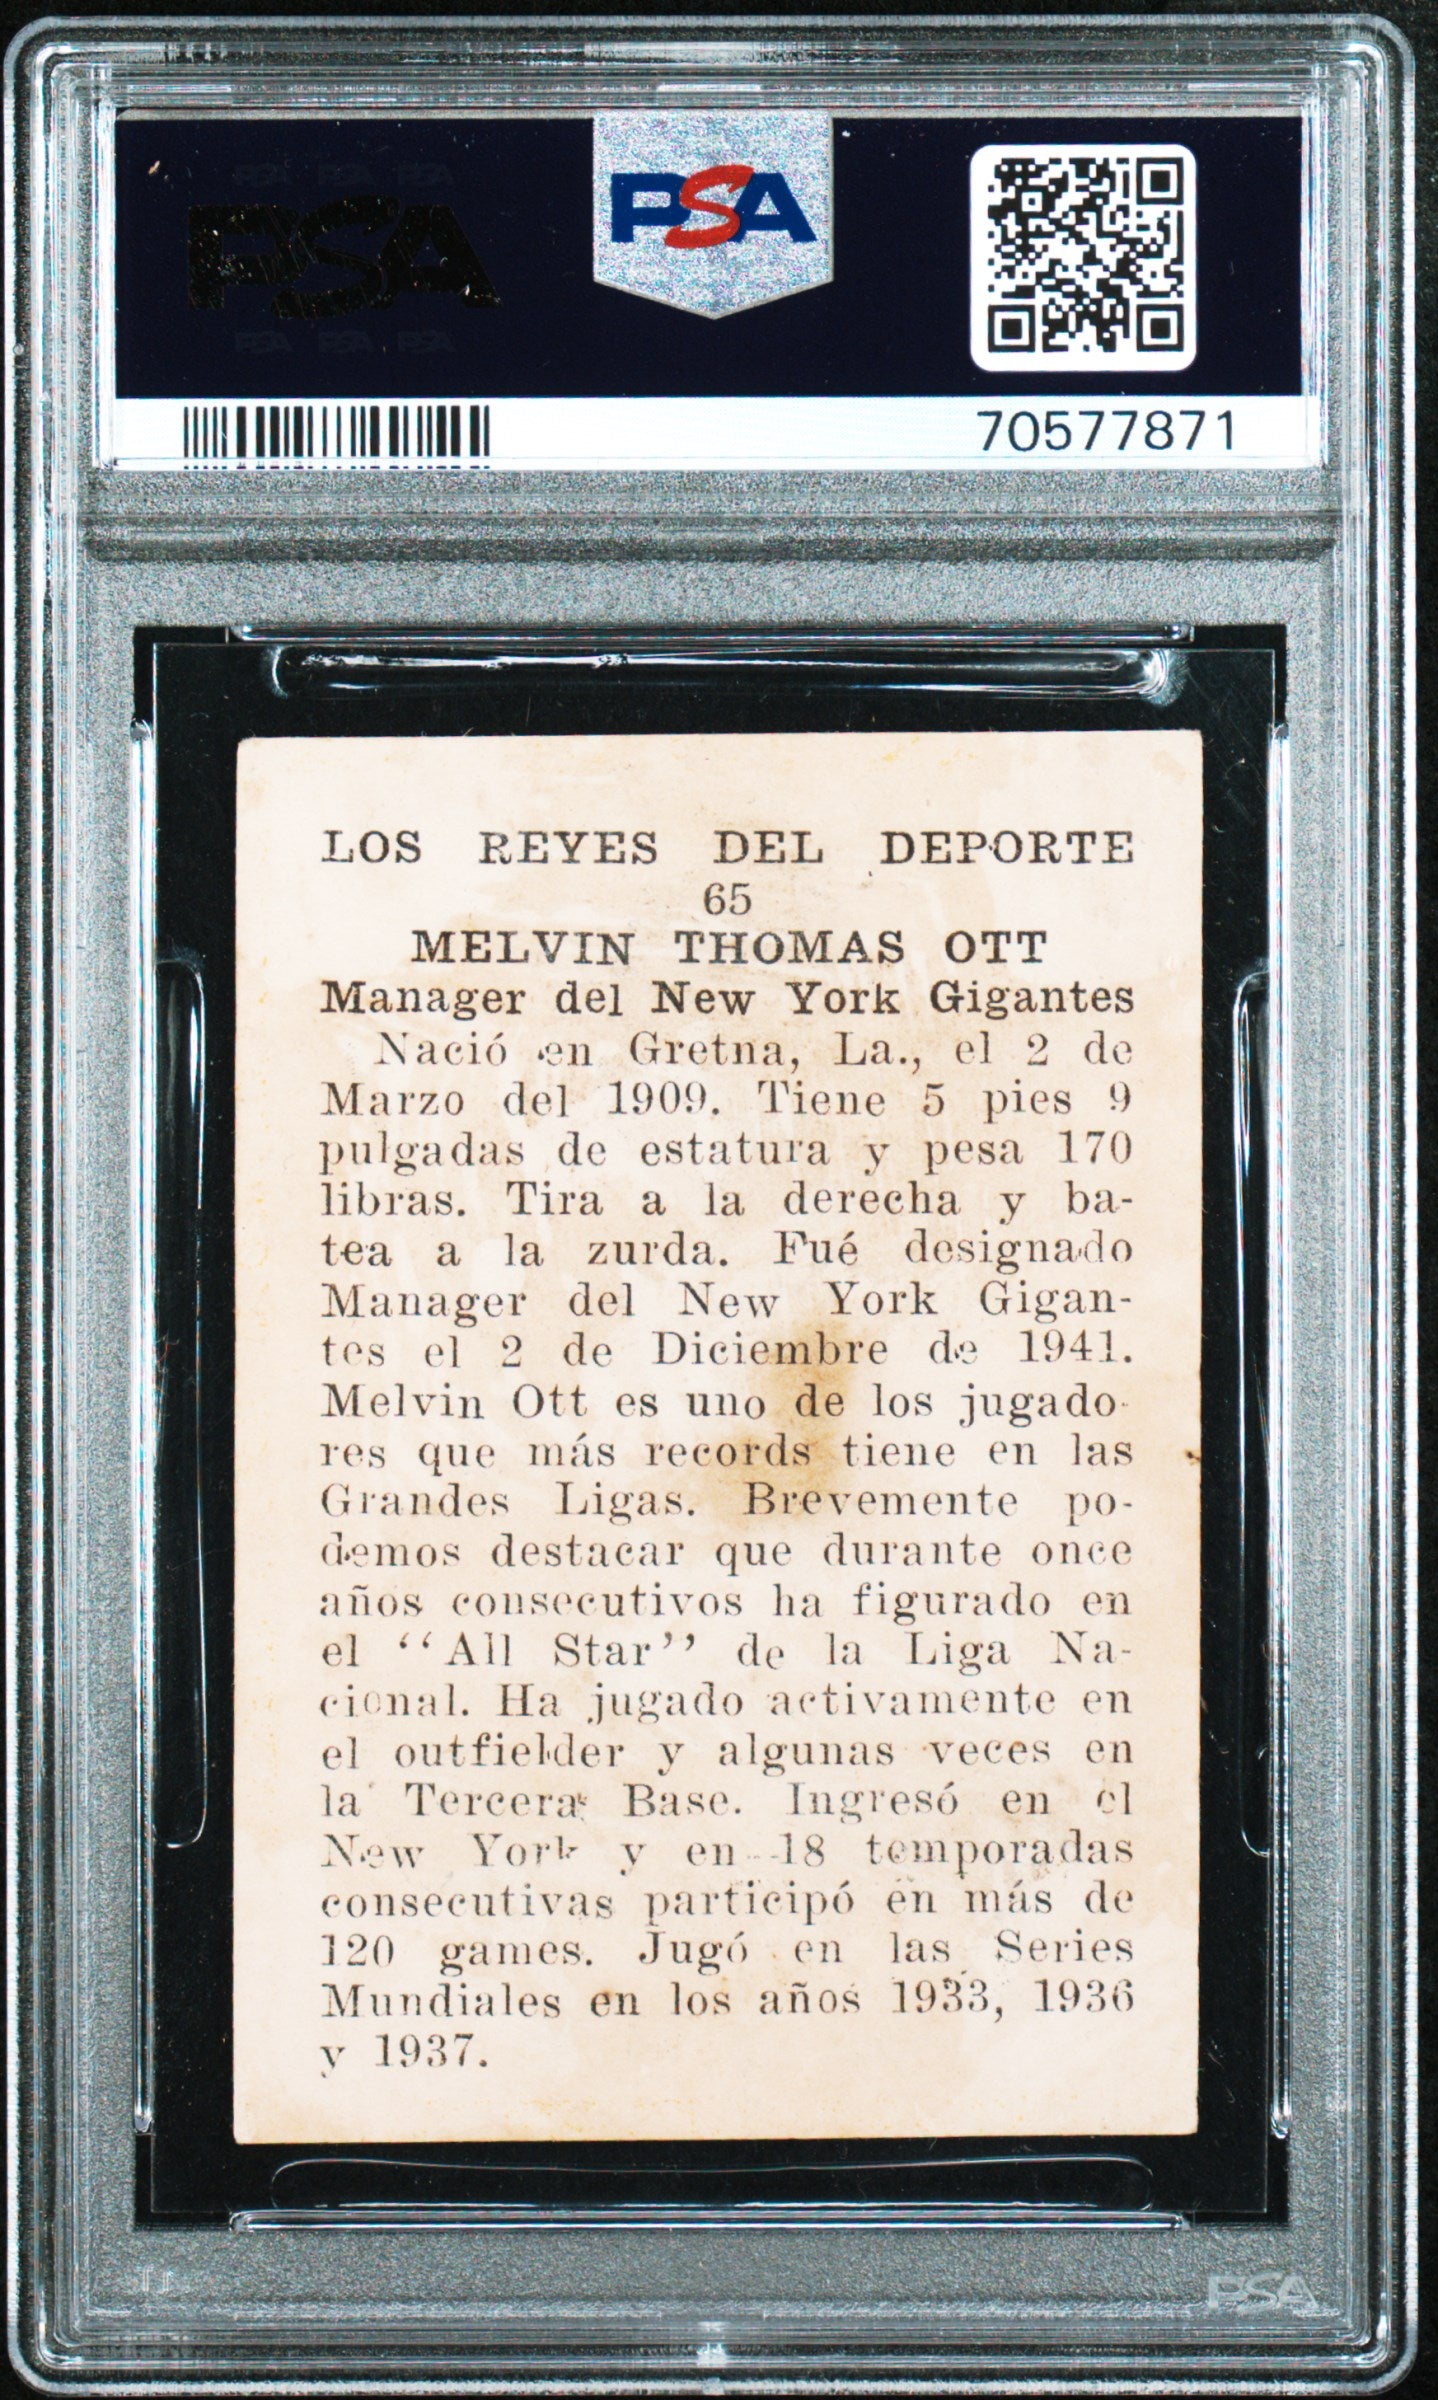 PSA
PSA
70577871
LOS REYES DEL DEPORTE
65
MELVIN THOMAS OTT
Manager del New York Gigantes
Nació en Gretna, La., el 2 de
Marzo del 1909. Tiene 5 pies 9
pulgadas de estatura y pesa 170
libras. Tira a la derecha y ba-
tea a la zurda. Fué designado
Manager del New York Gigan-
tes el 2 de Diciembre de 1941.
Melvin Ott es uno de los jugado-
res que más records tiene en las
Grandes Ligas. Brevemente po-
demos destacar que durante once
años consecutivos ha figurado en
el "All Star" de la Liga Na-
cional. Ha jugado activamente en
el outfielder y algunas veces en
la Tercera Base. Ingresó en el
New York y en 18 temporadas
consecutivas participó en más de
120 games. Jugó en las Series
Mundiales en los años 1933, 1936
y 1937.
PSA